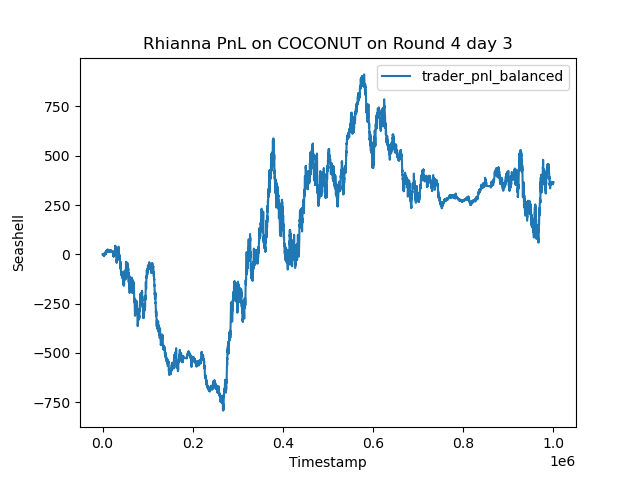 Rhianna PnL on COCONUT on Round 4 day 3
trader_pnl_balanced
Seashell
750
500
250
0
−250
−500
−750
0.0 0.2 0.4 0.6 0.8 1.0
1e6
Timestamp